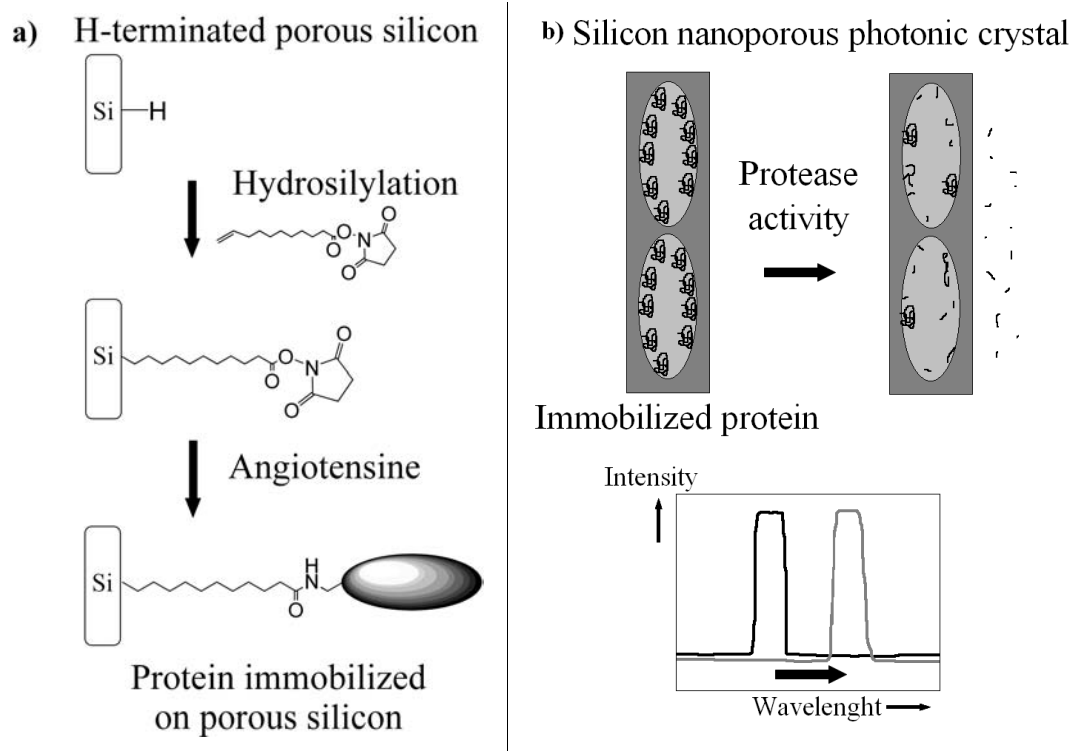 a) H-terminated porous silicon
Si
H
Hydrosilylation
O
O
N
O
O
Si
O
O
N
O
O
Angiotensine
Si
H
N
O
Protein immobilized
on porous silicon
b) Silicon nanoporous photonic crystal
Protease
activity
Immobilized protein
Intensity
Wavelenght